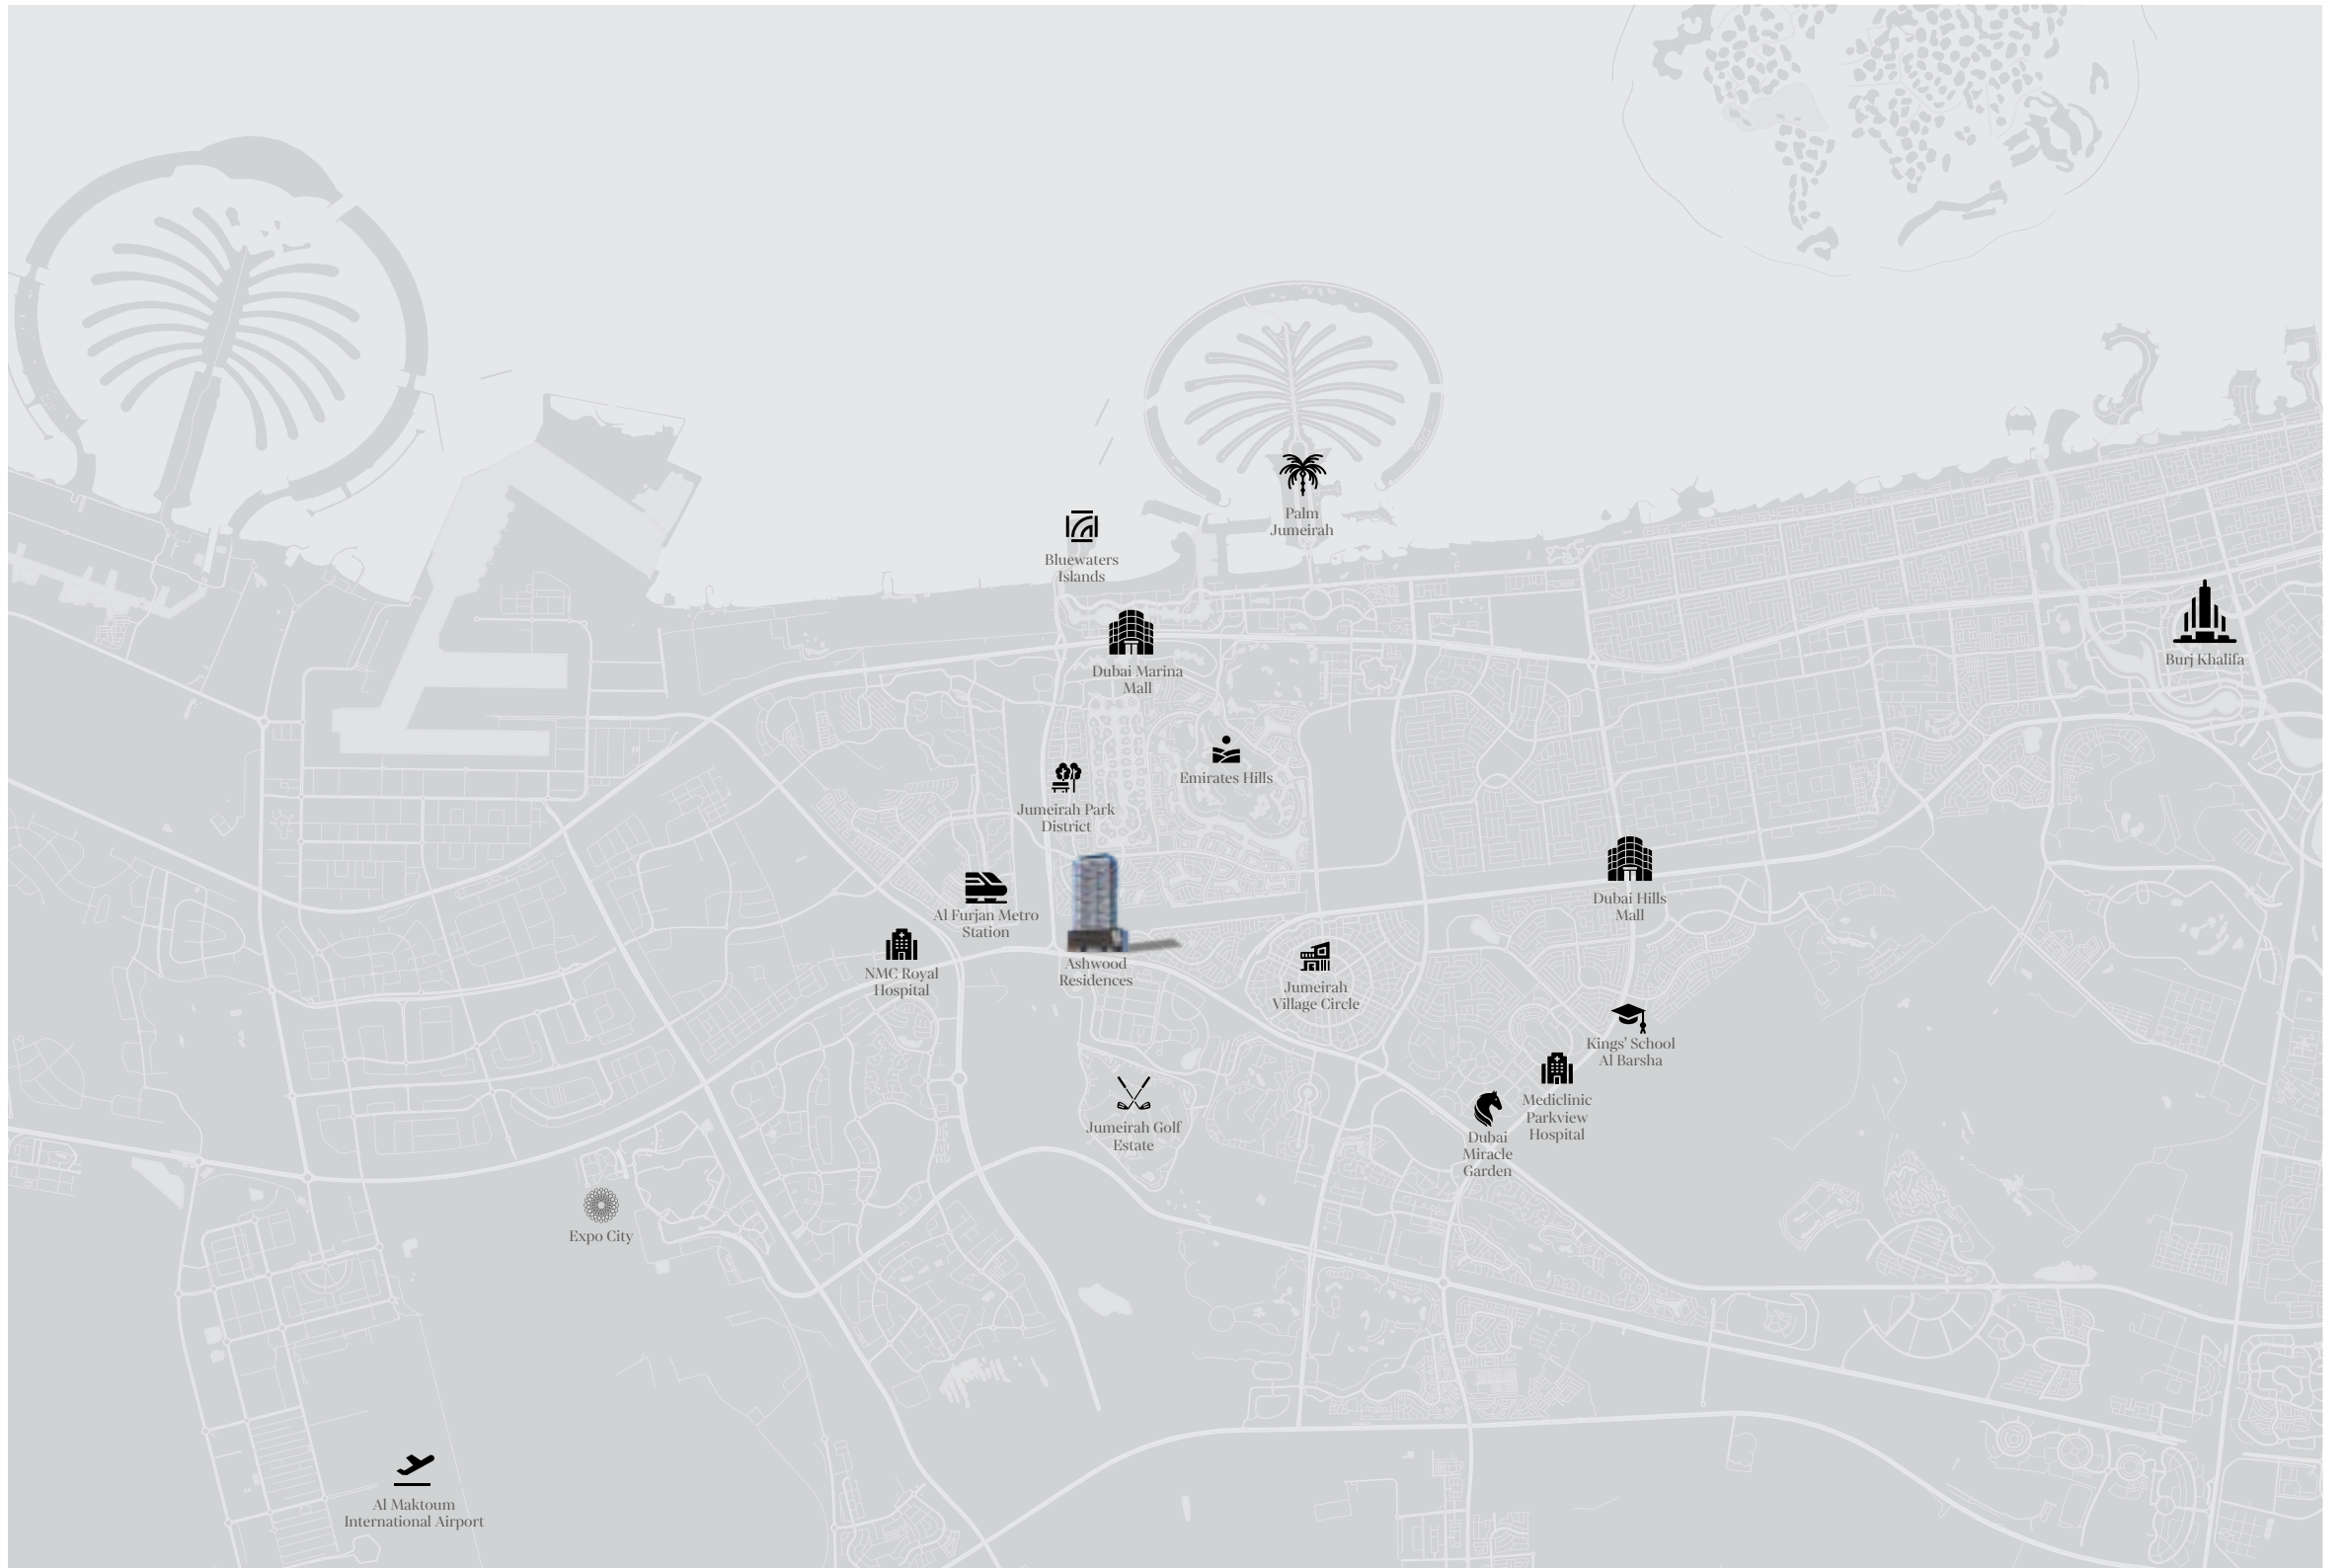 Palm
Jumeirah
Bluewaters
Islands
Burj Khalifa
Dubai Marina
Mall
Emirates Hills
Jumeirah Park
District
Dubai Hills
Mall
Al Furjan Metro
Station
NMC Royal
Hospital
Ashwood
Residences
Jumeirah
Village Circle
Kings' School
Al Barsha
Mediclinic
Parkview
Hospital
Jumeirah Golf
Estate
Dubai
Miracle
Garden
Expo City
Al Maktoum
International Airport